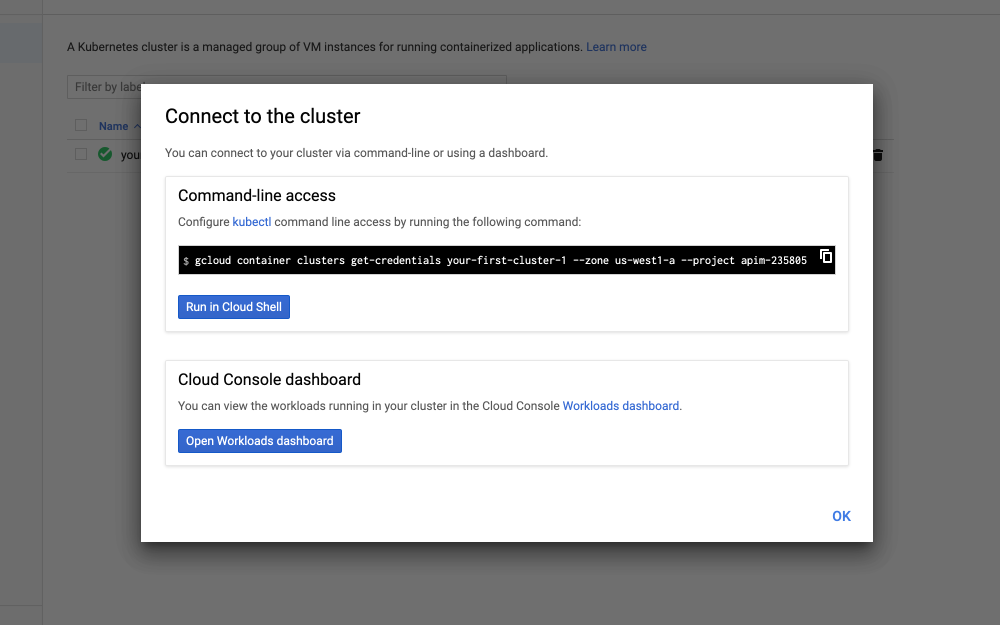 A Kubernetes cluster is a managed group of VM instances for running containerized applications. Learn more
Filter by label
Name
Connect to the cluster
You can connect to your cluster via command-line or using a dashboard.
Command-line access
Configure kubectl command line access by running the following command:
$ gcloud container clusters get-credentials your-first-cluster-1 --zone us-west1-a --project apim-235805
Run in Cloud Shell
Cloud Console dashboard
You can view the workloads running in your cluster in the Cloud Console Workloads dashboard.
Open Workloads dashboard
OK